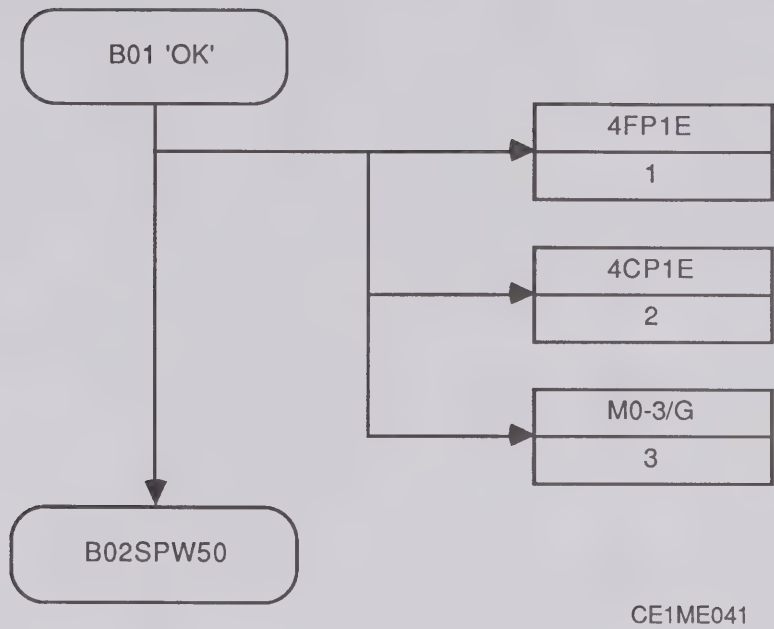 B01 'OK'
4FP1E
1
4CP1E
2
M0-3/G
3
B02SPW50
CE1ME041